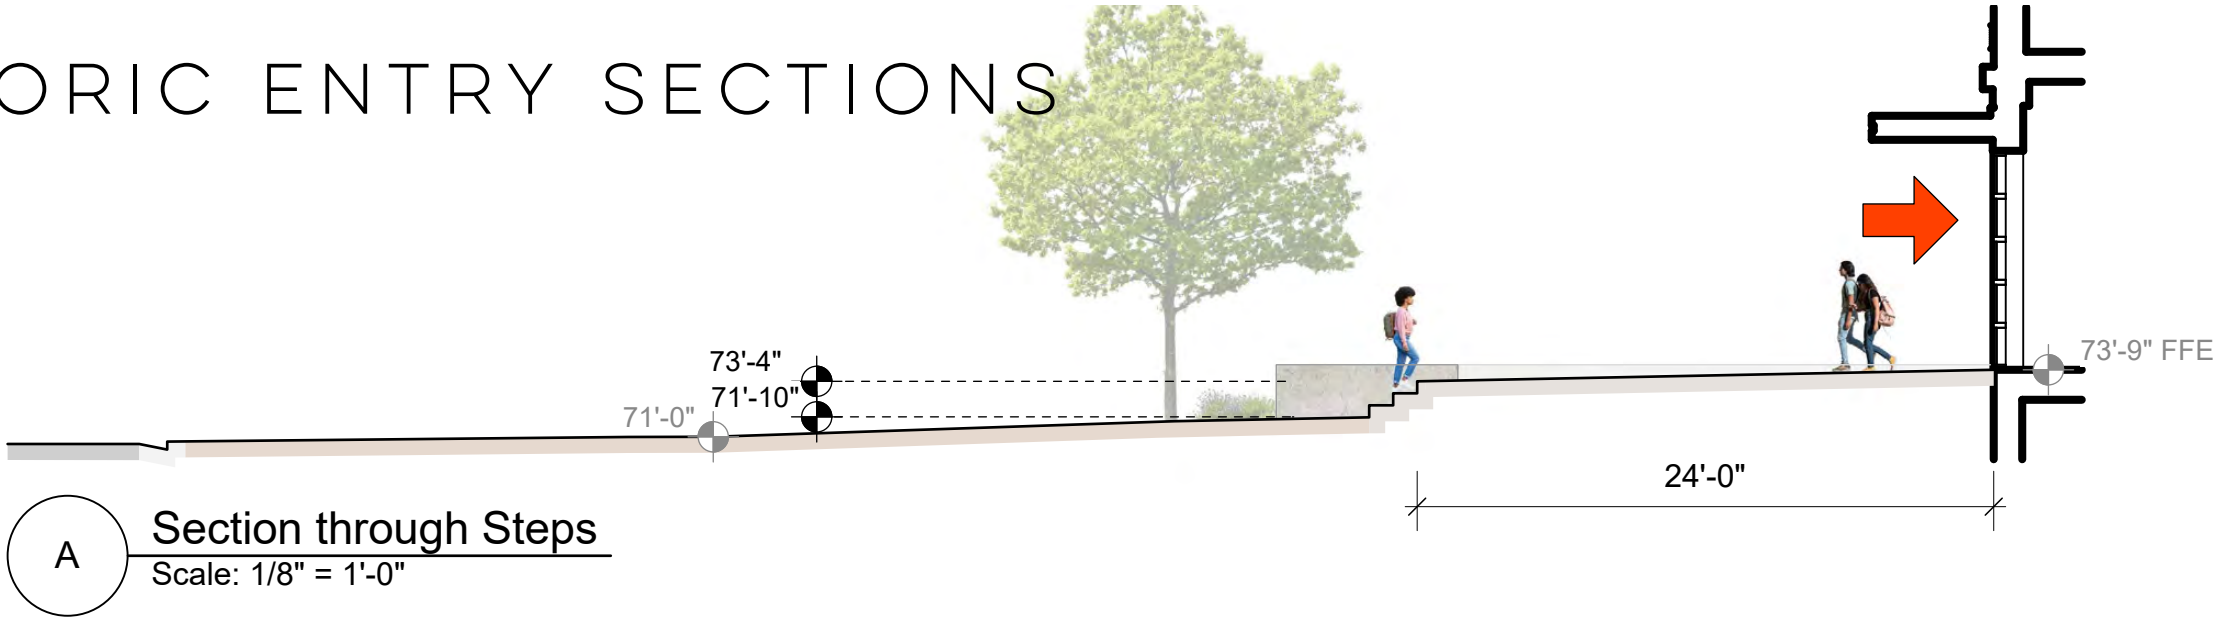 ORIC ENTRY SECTIONS
73'-4"
71'-10"
71'-0"
73'-9" FFE
24'-0"
A
Section through Steps
Scale: 1/8" = 1'-0"